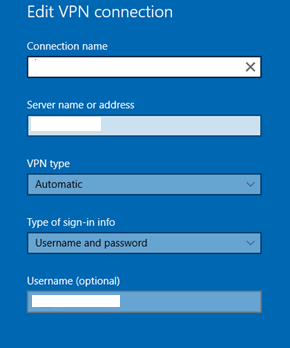 Edit VPN connection
Connection name
Server name or address
VPN type
Automatic
Type of sign-in info
Username and password
Username (optional)